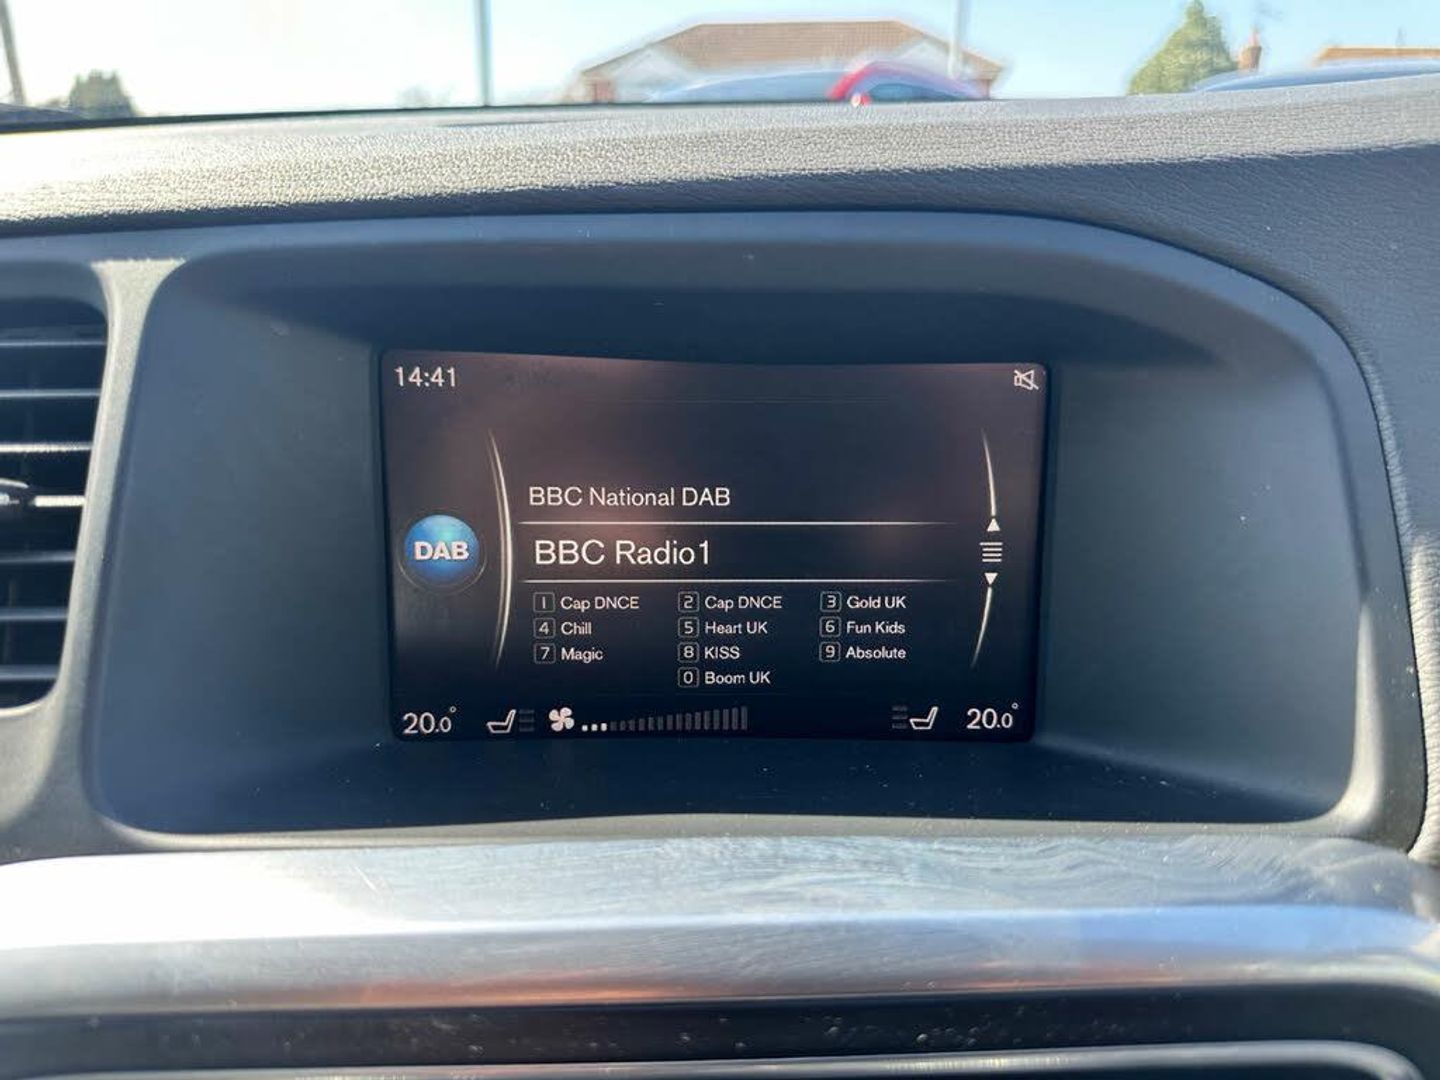 14:41
BBC National DAB
DAB
BBC Radio1
1 Cap DNCE 2 Cap DNCE 3 Gold UK
4 Chill 5 Heart UK 6 Fun Kids
7 Magic 8 KISS 9 Absolute
0 Boom UK
20.0° 20.0°